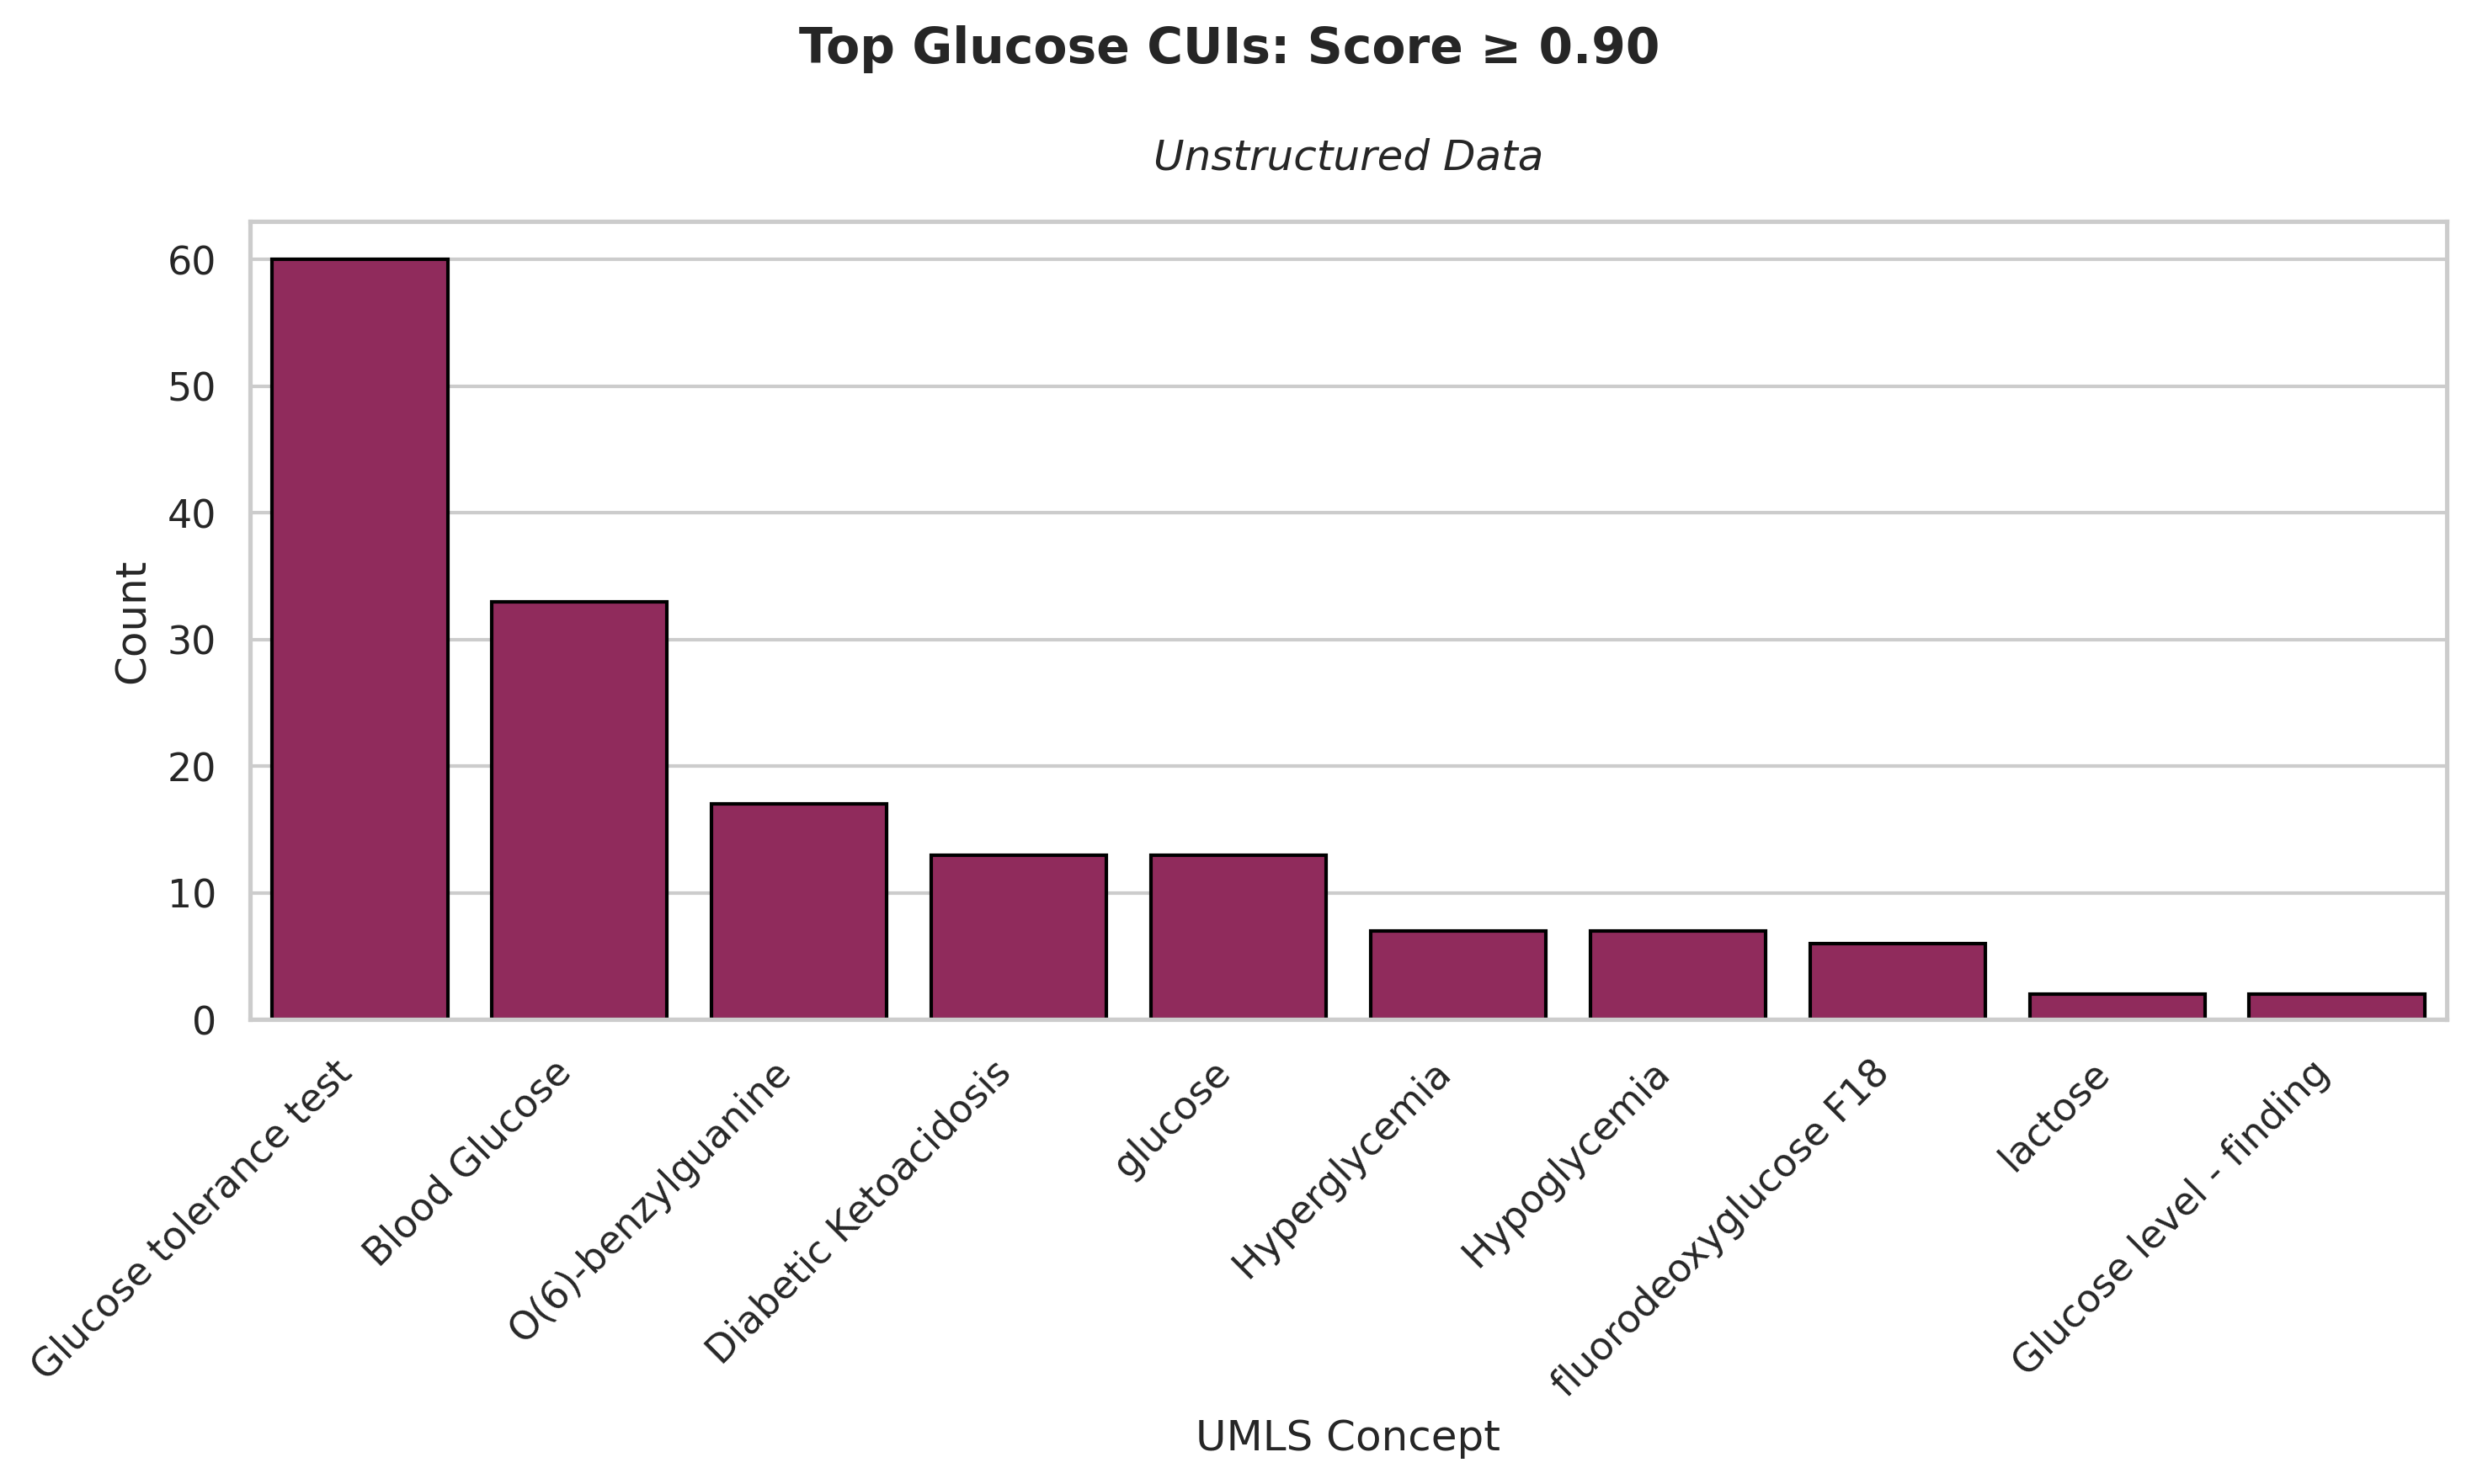 Top Glucose CUIs: Score ≥ 0.90
Unstructured Data
Count
60
50
40
30
20
10
0
Glucose tolerance test
Blood Glucose
O(6)-benzylguanine
Diabetic Ketoacidosis
glucose
Hyperglycemia
Hypoglycemia
fluorodeoxyglucose F18
lactose
Glucose level - finding
UMLS Concept